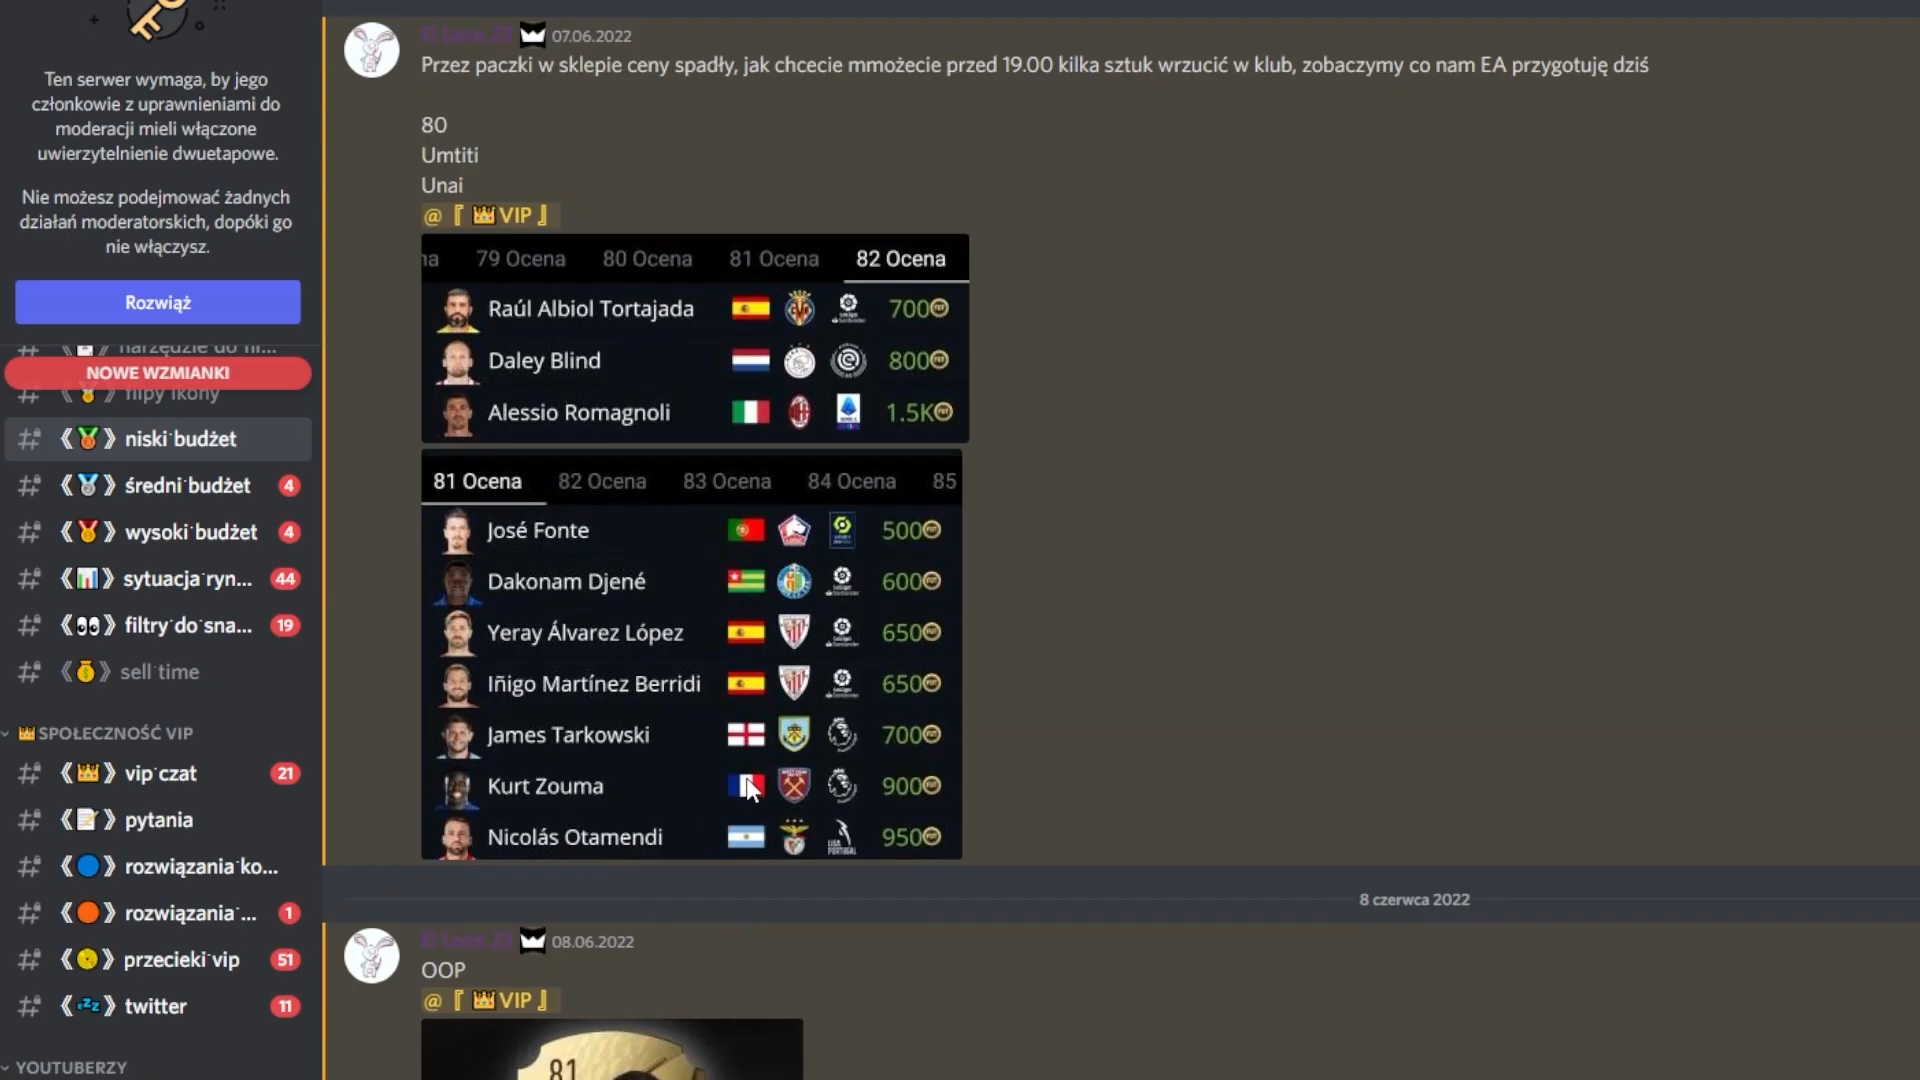 Ten serwer wymaga, by jego
członkowie z uprawnieniami do
moderacji mieli włączone
uwierzytelnienie dwuetapowe.
Nie możesz podejmować żadnych
działań moderatorskich, dopóki go
nie włączysz.
Rozwiąż
NOWE WZMIANKI
filpy ikony
niski budżet
średni budżet 4
wysoki budżet 4
sytuacja ryn... 44
filtry do sna... 19
sell time
SPOŁECZNOŚĆ VIP
vip czat 21
pytania
rozwiązania ko...
rozwiązania ... 1
przecieki vip 51
twitter 11
YOUTUBERZY
07.06.2022
Przez paczki w sklepie ceny spadły, jak chcecie mmożecie przed 19.00 kilka sztuk wrzucić w klub, zobaczymy co nam EA przygotuję dziś
80
Umtiti
Unai
@『 👑VIP 』
na 79 Ocena 80 Ocena 81 Ocena 82 Ocena
Raúl Albiol Tortajada 700
Daley Blind 800
Alessio Romagnoli 1.5K
81 Ocena 82 Ocena 83 Ocena 84 Ocena 85
José Fonte 500
Dakonam Djené 600
Yeray Álvarez López 650
Iñigo Martínez Berridi 650
James Tarkowski 700
Kurt Zouma 900
Nicolás Otamendi 950
8 czerwca 2022
08.06.2022
OOP
@『 👑VIP 』
81